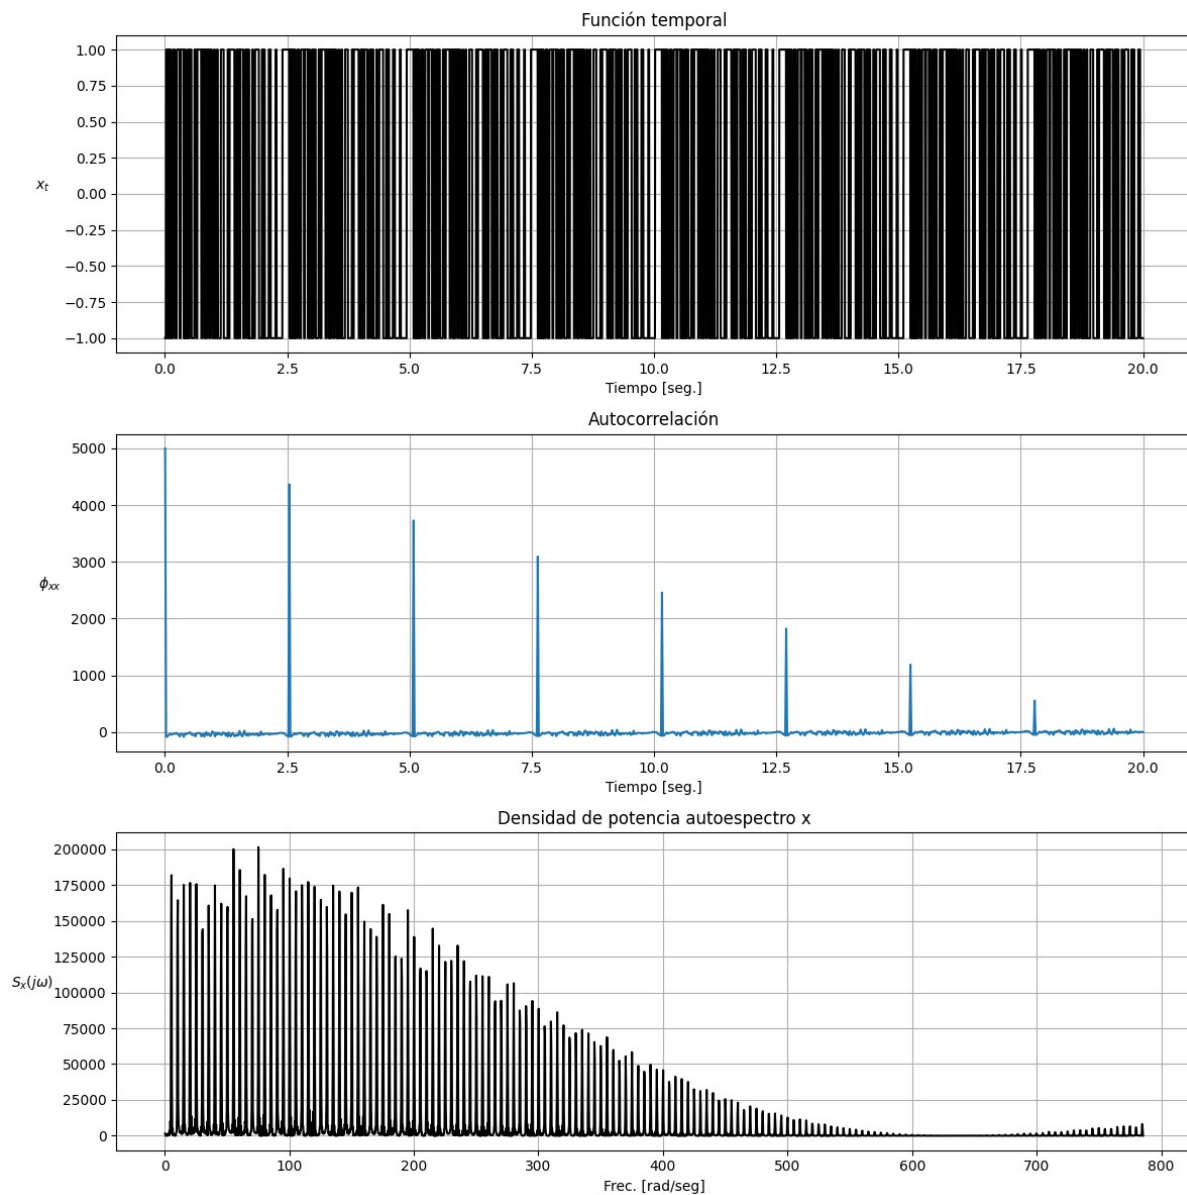 Función temporal
1.00
0.75
0.50
0.25
0.00
−0.25
−0.50
−0.75
−1.00
x_t
0.0 2.5 5.0 7.5 10.0 12.5 15.0 17.5 20.0
Tiempo [seg.]
Autocorrelación
5000
4000
3000
2000
1000
0
ϕ_xx
0.0 2.5 5.0 7.5 10.0 12.5 15.0 17.5 20.0
Tiempo [seg.]
Densidad de potencia autoespectro x
200000
175000
150000
125000
100000
75000
50000
25000
0
S_x(jω)
0 100 200 300 400 500 600 700 800
Frec. [rad/seg]